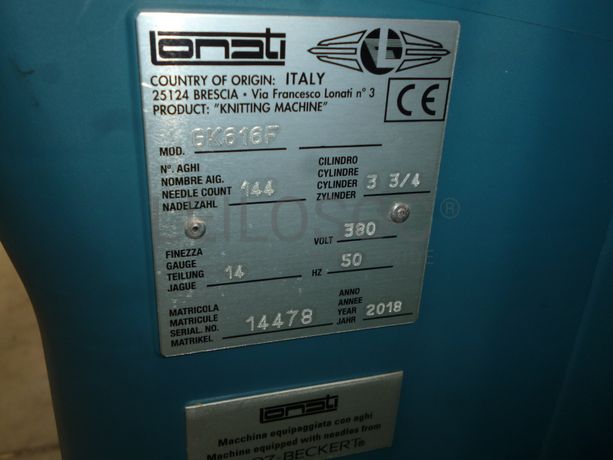 Lonati
COUNTRY OF ORIGIN: ITALY
25124 BRESCIA • Via Francesco Lonati n° 3
PRODUCT: "KNITTING MACHINE"
CE
MOD. GK616F
N°. AGHI
NOMBRE AIG.
NEEDLE COUNT 144
NADELZAHL
CILINDRO
CYLINDRE
CYLINDER 3 3/4
ZYLINDER
VOLT 380
FINEZZA
GAUGE
TEILUNG 14
JAUGE
HZ 50
MATRICOLA
MATRICULE
SERIAL. NO. 14478
MATRIKEL
ANNO
ANNEE
YEAR 2018
JAHR
Lonati
Macchina equipaggiata con aghi
Machine equipped with needles from
BECKERT®